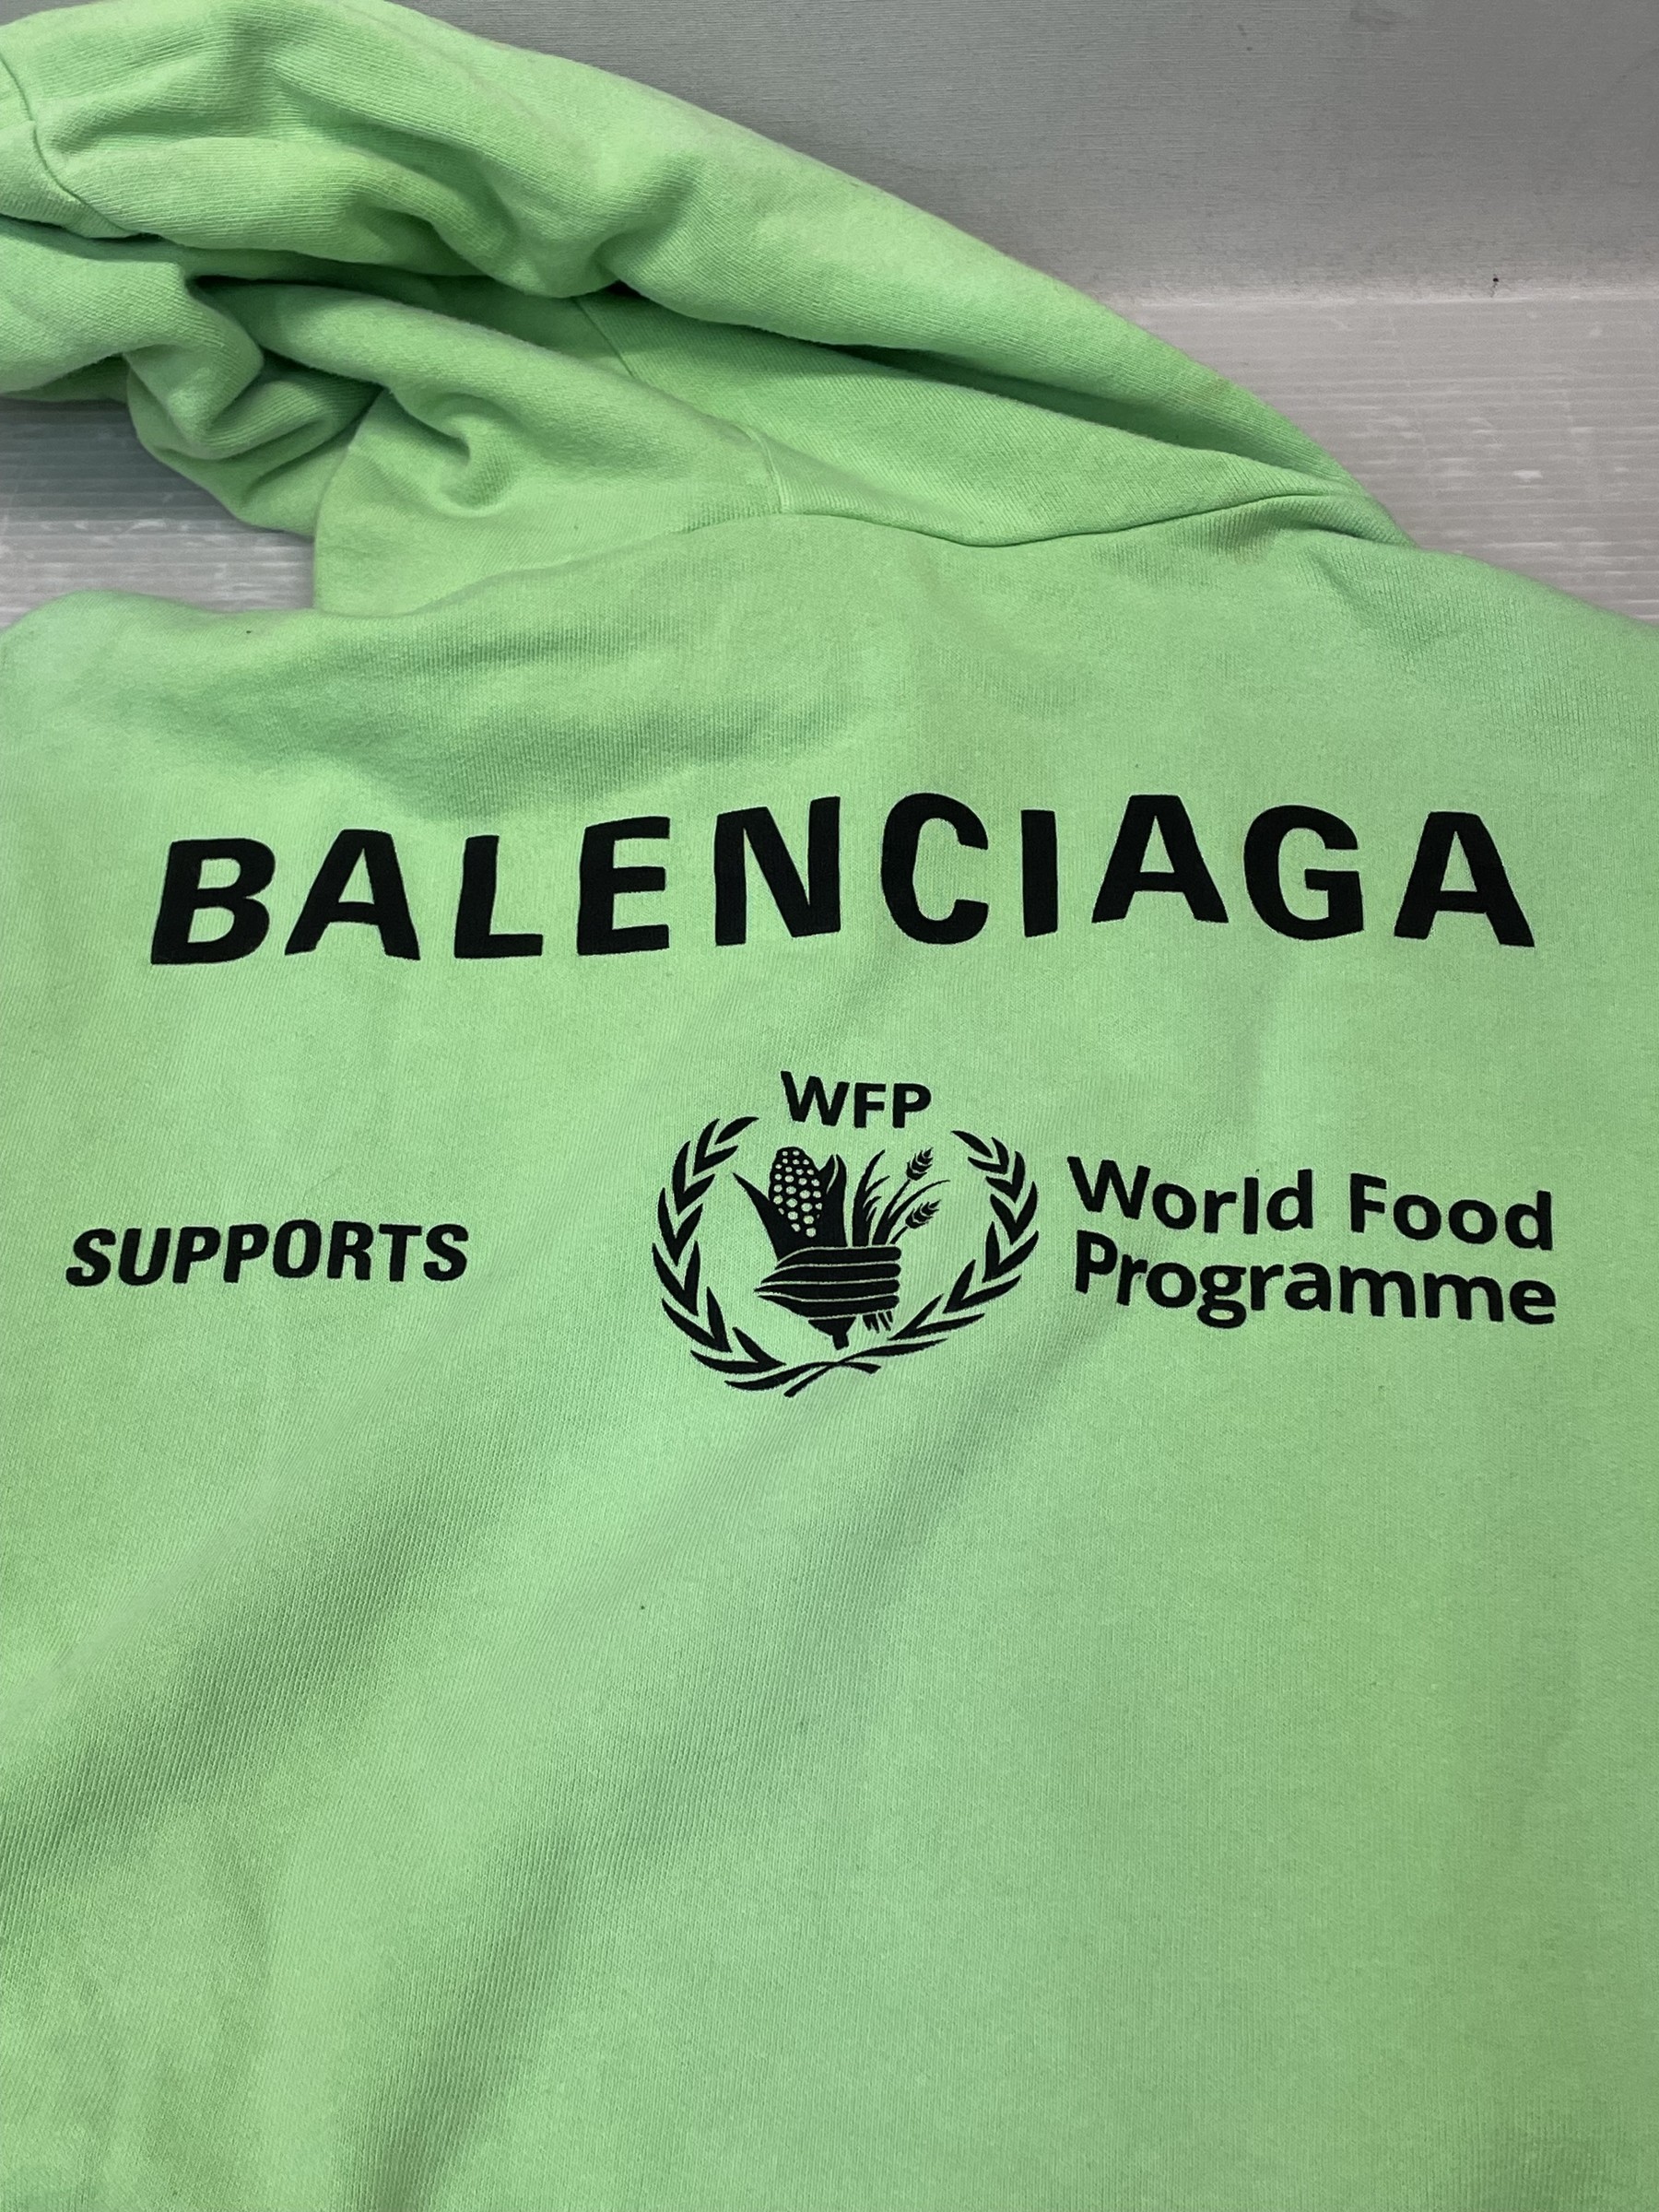 BALENCIAGA
WFP
SUPPORTS
World Food
Programme